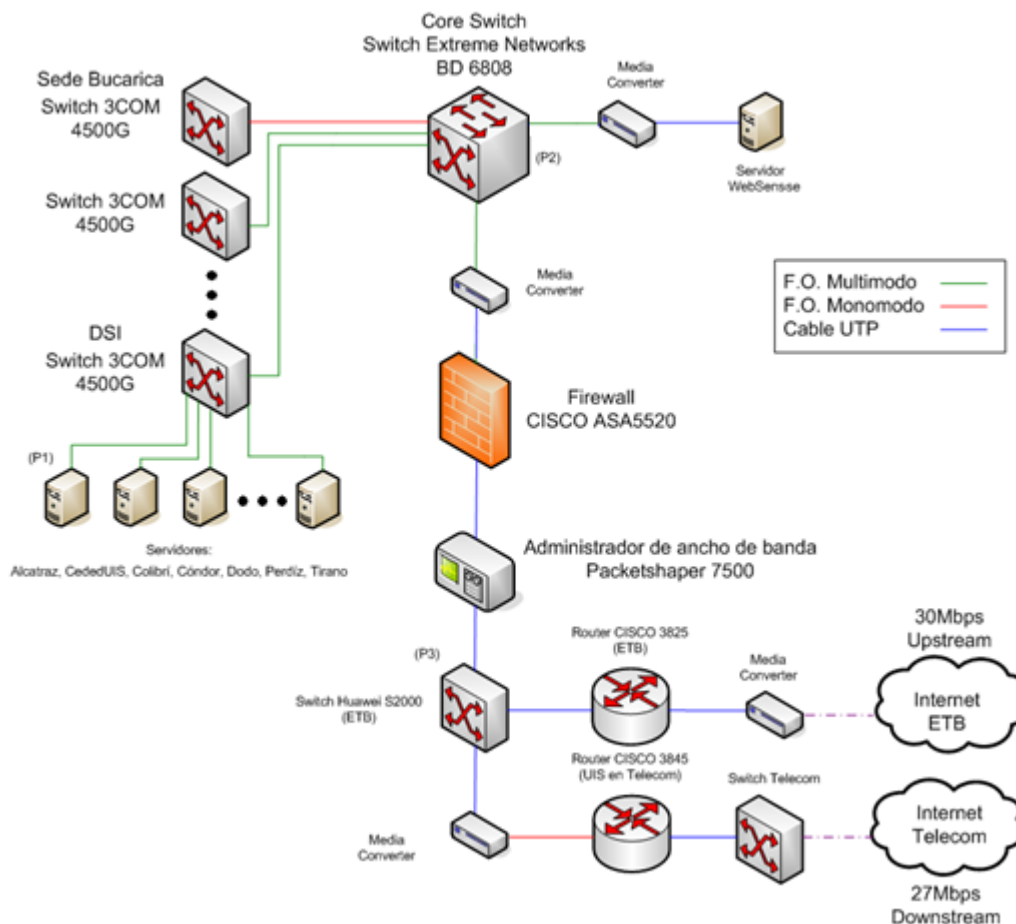 Core Switch
Switch Extreme Networks
BD 6808
Sede Bucarica
Switch 3COM
4500G
Media
Converter
(P2)
Servidor
WebSensse
Switch 3COM
4500G
Media
Converter
F.O. Multimodo
F.O. Monomodo
Cable UTP
DSI
Switch 3COM
4500G
Firewall
CISCO ASA5520
(P1)
Servidores:
Alcatraz, CededUIS, Colibrí, Cóndor, Dodo, Perdíz, Tirano
Administrador de ancho de banda
Packetshaper 7500
30Mbps
Upstream
Router CISCO 3825
(ETB)
(P3)
Media
Converter
Switch Huawei S2000
(ETB)
Internet
ETB
Router CISCO 3845
(UIS en Telecom)
Switch Telecom
Internet
Telecom
Media
Converter
27Mbps
Downstream